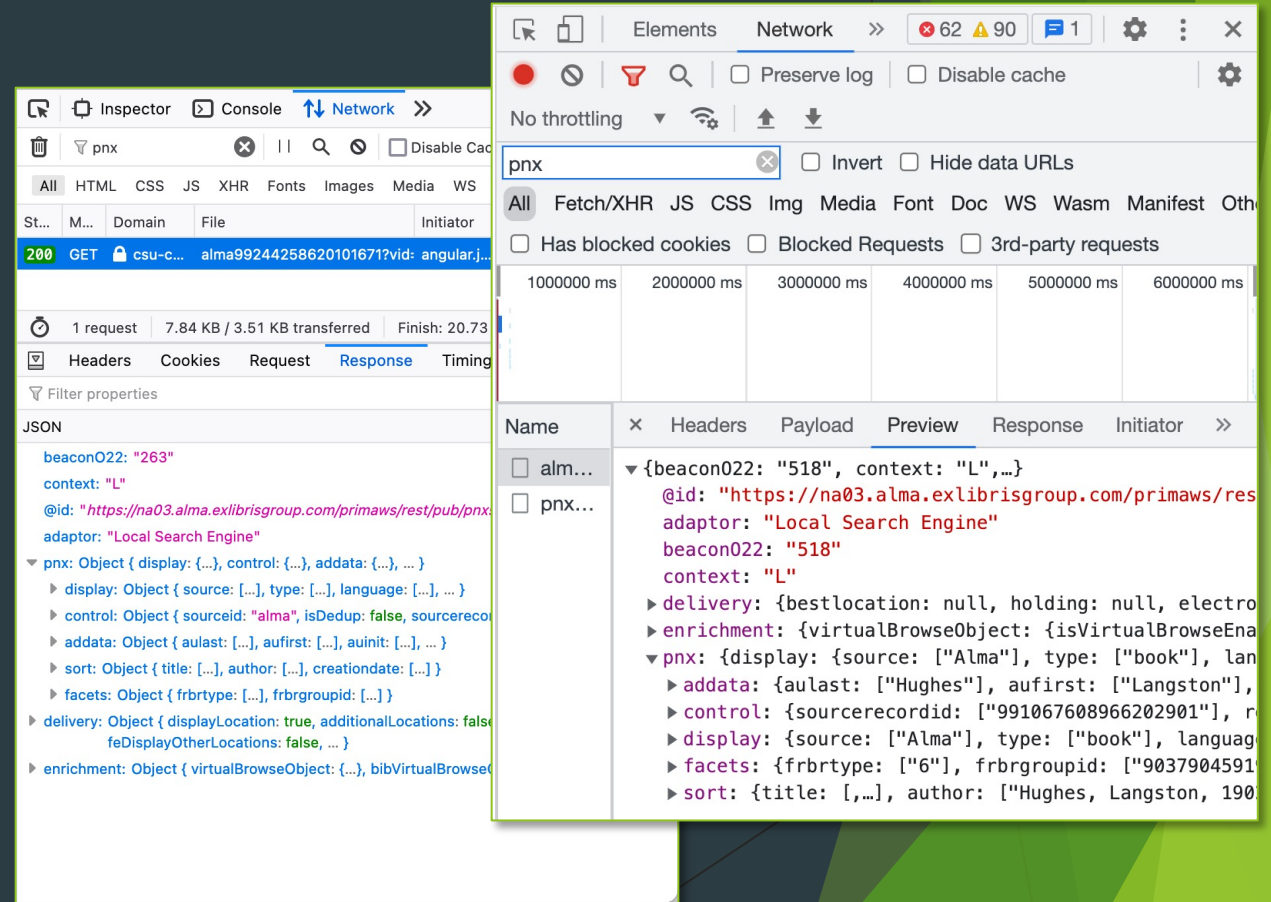 Inspector Console Network
pnx Disable Cac
All HTML CSS JS XHR Fonts Images Media WS
St... M... Domain File Initiator
200 GET csu-c... alma99244258620101671?vid: angular.j...
1 request 7.84 KB / 3.51 KB transferred Finish: 20.73
Headers Cookies Request Response Timing
Filter properties
JSON
beaconO22: "263"
context: "L"
@id: "https://na03.alma.exlibrisgroup.com/primaws/rest/pub/pnx
adaptor: "Local Search Engine"
pnx: Object { display: {…}, control: {…}, addata: {…}, … }
display: Object { source: […], type: […], language: […], … }
control: Object { sourceid: "alma", isDedup: false, sourcereco
addata: Object { aulast: […], aufirst: […], auinit: […], … }
sort: Object { title: […], author: […], creationdate: […] }
facets: Object { frbrtype: […], frbrgroupid: […] }
delivery: Object { displayLocation: true, additionalLocations: false
feDisplayOtherLocations: false, … }
enrichment: Object { virtualBrowseObject: {…}, bibVirtualBrowse
Elements Network 62 90 1
Preserve log Disable cache
No throttling
pnx Invert Hide data URLs
All Fetch/XHR JS CSS Img Media Font Doc WS Wasm Manifest Oth
Has blocked cookies Blocked Requests 3rd-party requests
1000000 ms 2000000 ms 3000000 ms 4000000 ms 5000000 ms 6000000 ms
Name Headers Payload Preview Response Initiator
alm...
pnx...
{beaconO22: "518", context: "L",…}
@id: "https://na03.alma.exlibrisgroup.com/primaws/res
adaptor: "Local Search Engine"
beaconO22: "518"
context: "L"
delivery: {bestlocation: null, holding: null, electro
enrichment: {virtualBrowseObject: {isVirtualBrowseEna
pnx: {display: {source: ["Alma"], type: ["book"], lan
addata: {aulast: ["Hughes"], aufirst: ["Langston"],
control: {sourcerecordid: ["991067608966202901"], r
display: {source: ["Alma"], type: ["book"], languag
facets: {frbrtype: ["6"], frbrgroupid: ["9037904591
sort: {title: [,…], author: ["Hughes, Langston, 190